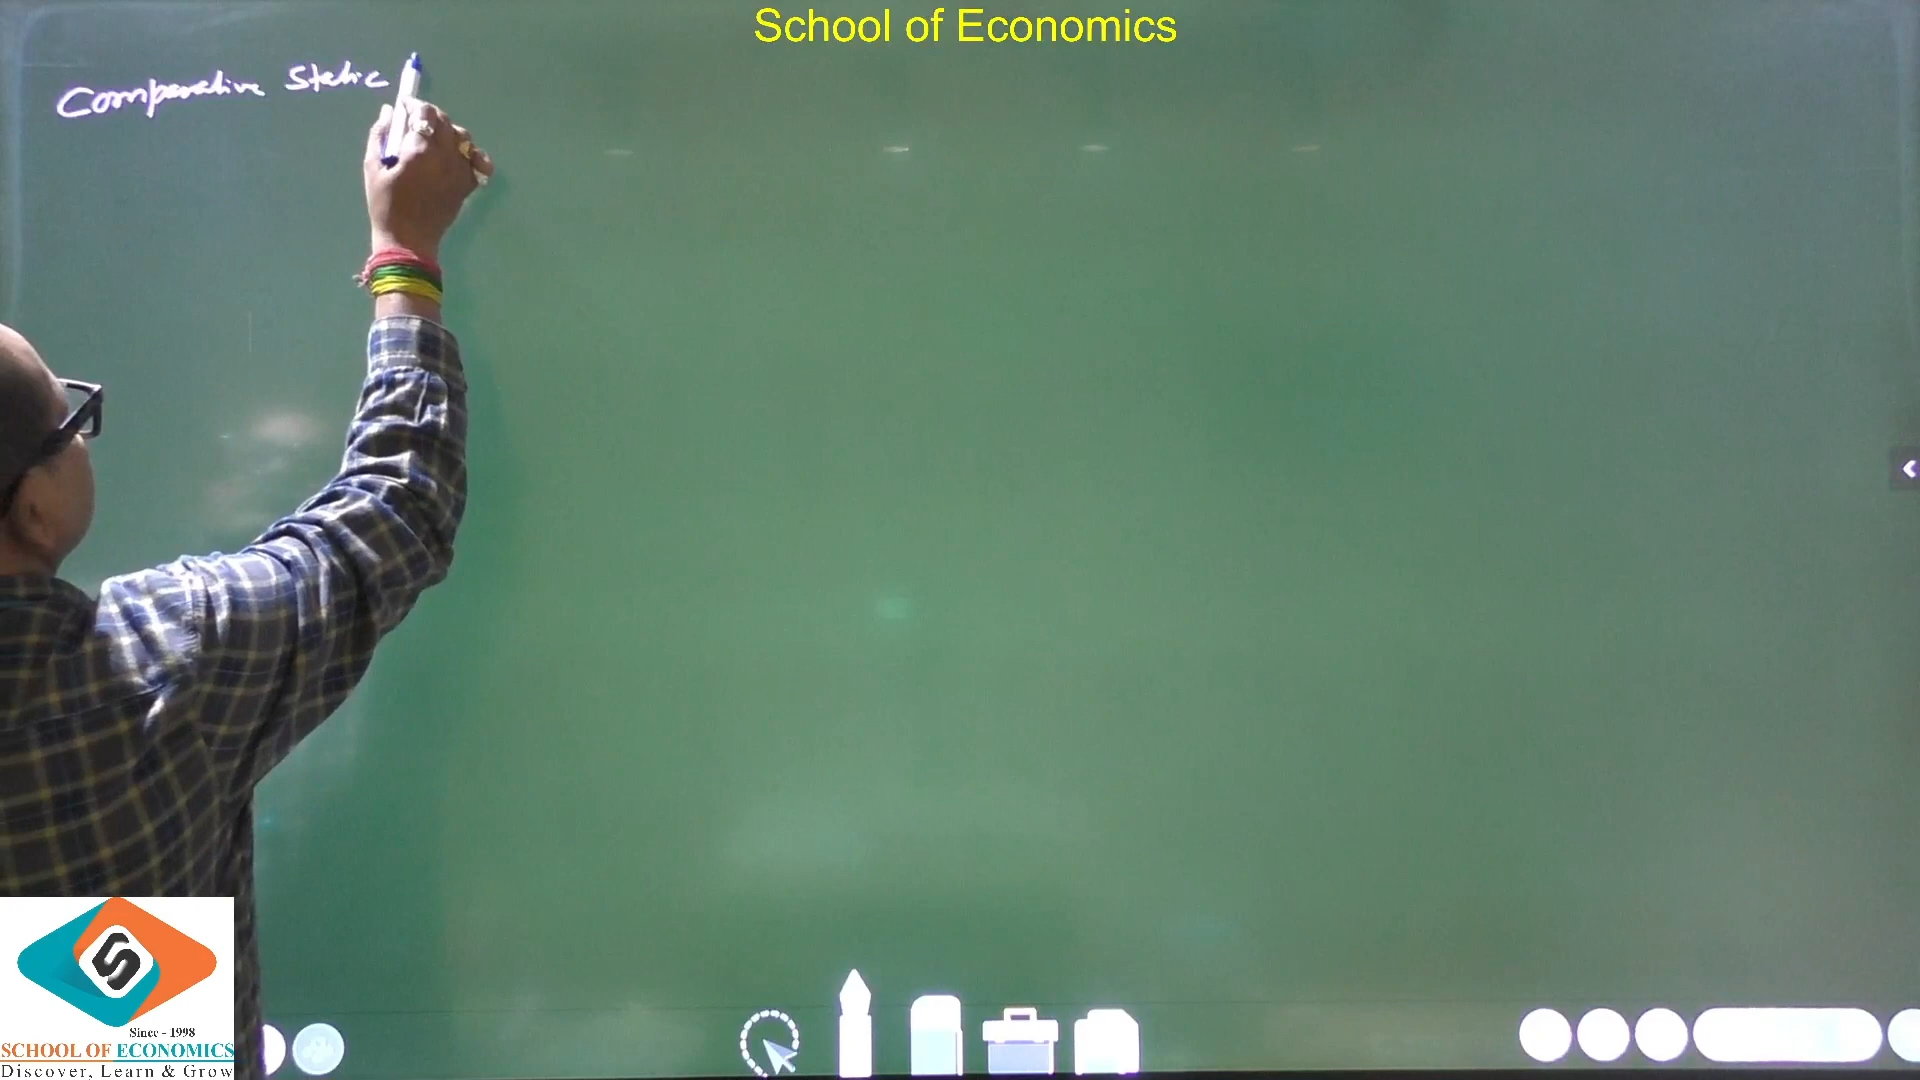 School of Economics
Comparative Static
Since - 1998
SCHOOL OF ECONOMICS
Discover, Learn & Grow